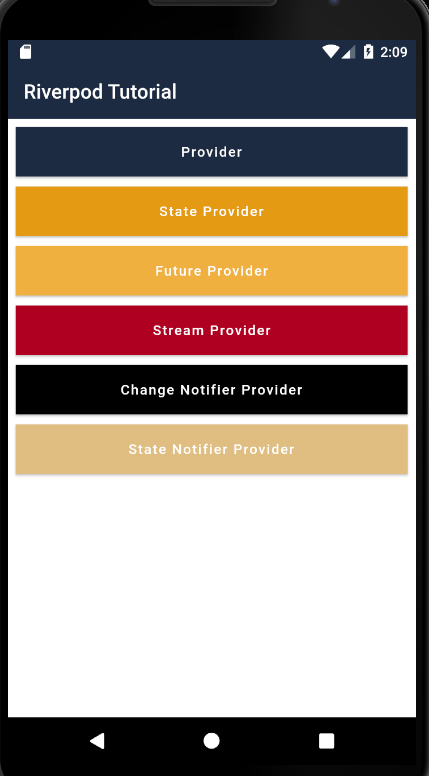 2:09
Riverpod Tutorial
Provider
State Provider
Future Provider
Stream Provider
Change Notifier Provider
State Notifier Provider